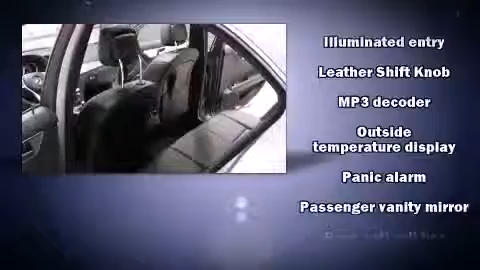 Illuminated entry
Leather Shift Knob
MP3 decoder
Outside
temperature display
Panic alarm
Passenger vanity mirror